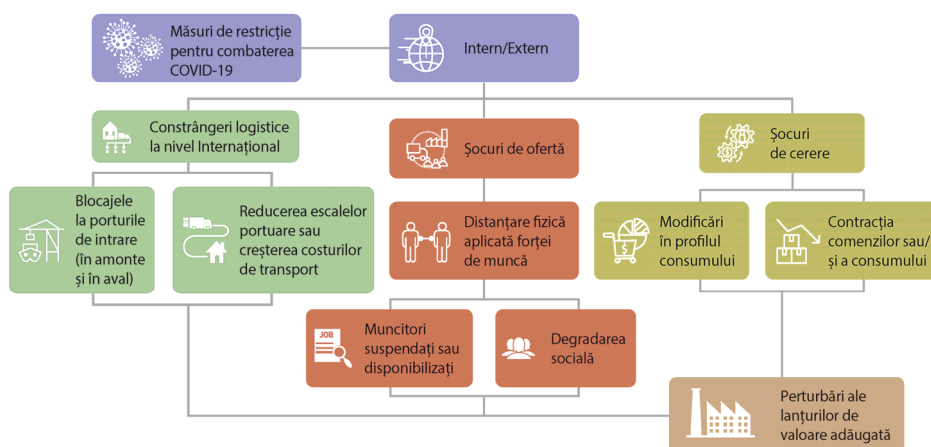 Măsuri de restricție
pentru combaterea
COVID-19
Intern/Extern
Constrângeri logistice
la nivel Internațional
Șocuri de ofertă
Șocuri
de cerere
Blocajele
la porturile
de intrare
(în amonte
și în aval)
Reducerea escalelor
portuare sau
creșterea costurilor
de transport
Distanțare fizică
aplicată forței
de muncă
Modificări
în profilul
consumului
Contracția
comenzilor sau/
și a consumului
JOB
Muncitori
suspendați sau
disponibilizați
Degradarea
socială
Perturbări ale
lanțurilor de
valoare adăugată